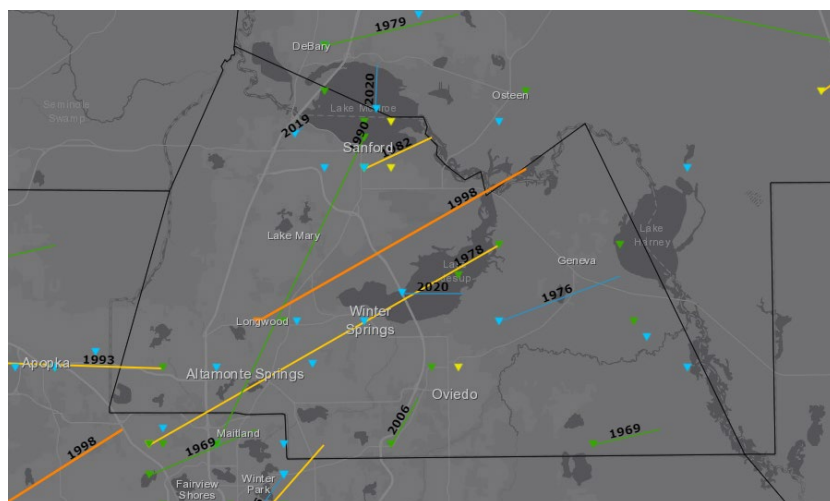 1979
DeBary
2020
Osteen
Seminole
Swamp
Lake Monroe
2019
1990
Sanford
1982
1998
Lake Mary
Lake
Harney
1978
Geneva
2020
1976
Longwood
Winter
Springs
1993
Apopka
Altamonte Springs
Oviedo
2006
Maitland
1969
1969
1998
Winter
Park
Fairview
Shores